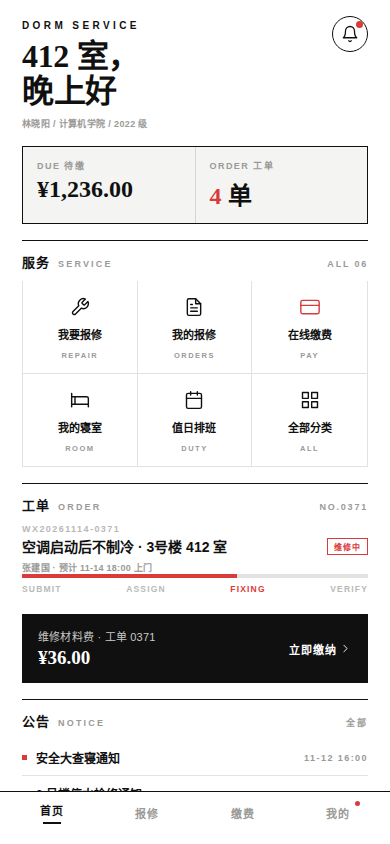 DORM SERVICE
412 室，
晚上好
林晓阳 / 计算机学院 / 2022 级
DUE 待缴
¥1,236.00
ORDER 工单
4 单
服务 SERVICE
ALL 06
我要报修
REPAIR
我的报修
ORDERS
在线缴费
PAY
我的寝室
ROOM
值日排班
DUTY
全部分类
ALL
工单 ORDER
NO.0371
WX20261114-0371
空调启动后不制冷 · 3号楼 412 室
维修中
张建国 · 预计 11-14 18:00 上门
SUBMIT ASSIGN FIXING VERIFY
维修材料费 · 工单 0371
¥36.00
立即缴纳
公告 NOTICE
全部
安全大查寝通知
11-12 16:00
首页 报修 缴费 我的